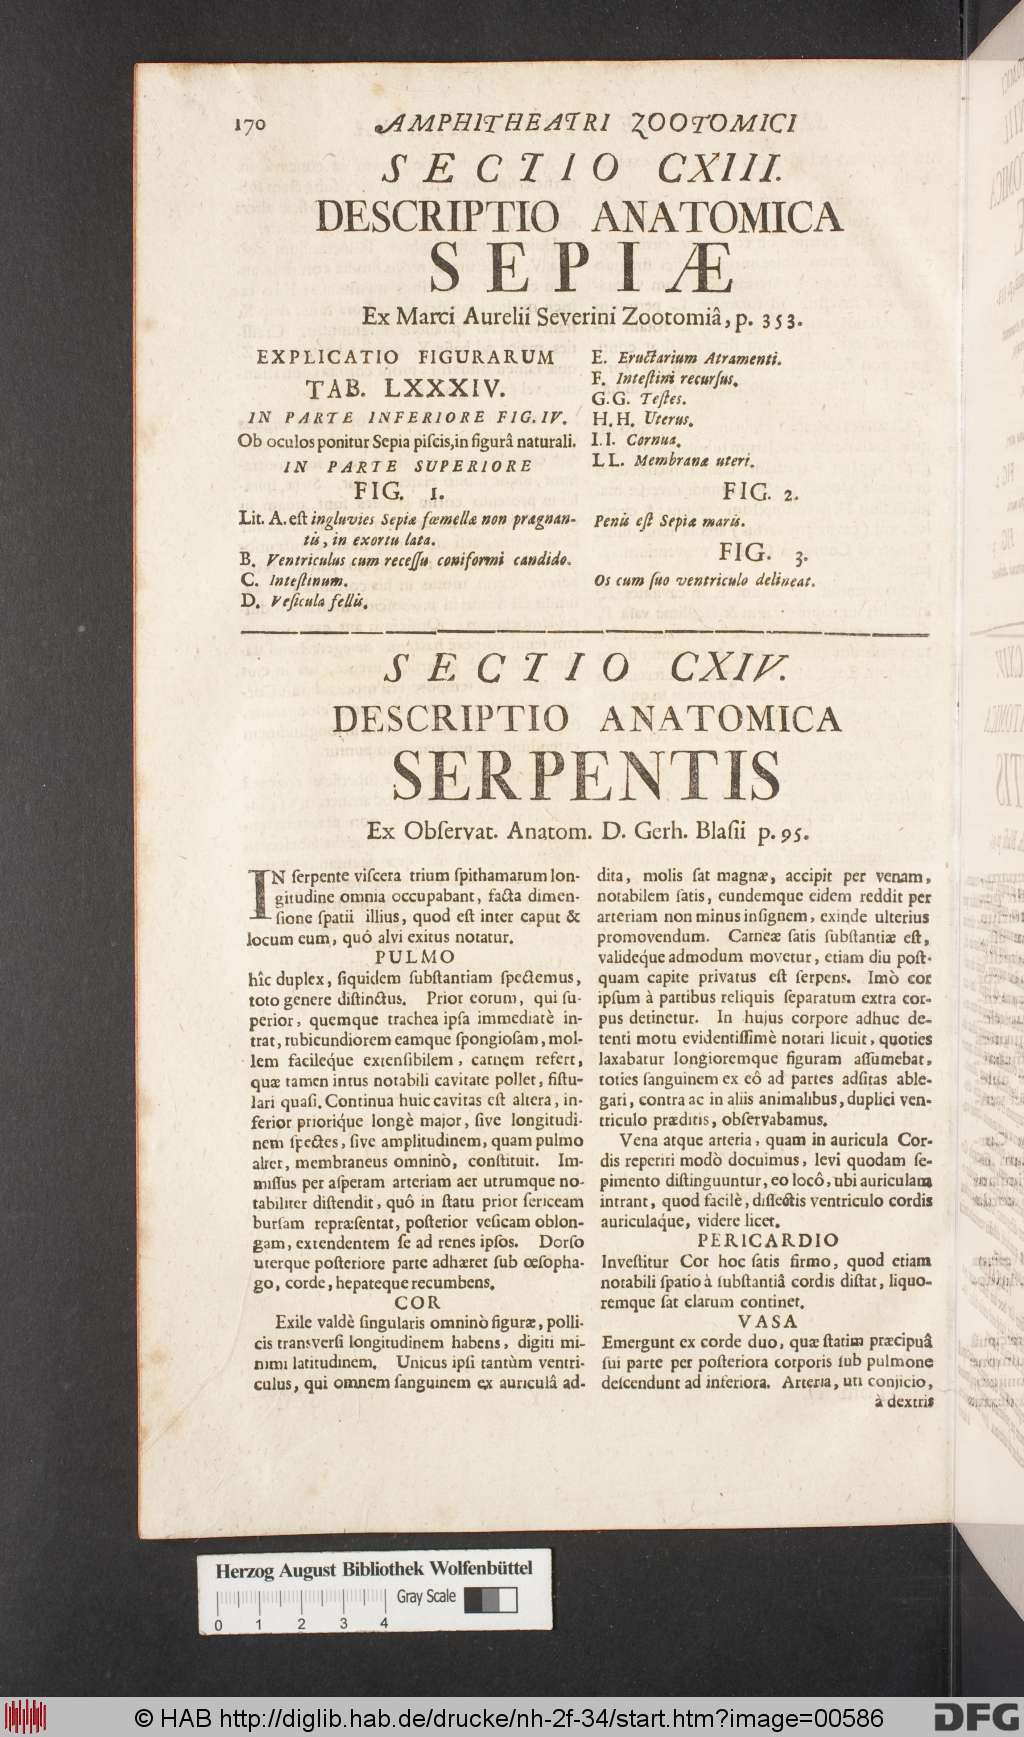 170 AMPHITHEATRI ZOOTOMICI
SECTIO CXIII.
DESCRIPTIO ANATOMICA
SEPIÆ
Ex Marci Aurelii Severini Zootomiâ, p. 353.
EXPLICATIO FIGURARUM
TAB. LXXXIV.
IN PARTE INFERIORE FIG. IV.
Ob oculos ponitur Sepia piſcis, in figurâ naturali.
IN PARTE SUPERIORE
FIG. 1.
Lit. A. eſt ingluvies Sepiæ fœmellæ non prægnan-
tis, in exortu lata.
B. Ventriculus cum receſſu coniformi candido.
C. Inteſtinum.
D. Veſicula fellis.
E. Eructarium Atramenti.
F. Inteſtini recurſus.
G.G. Teſtes.
H.H. Uterus.
I.I. Cornua.
L L. Membranæ uteri.
FIG. 2.
Penis eſt Sepiæ maris.
FIG. 3.
Os cum ſuo ventriculo delineat.
SECTIO CXIV.
DESCRIPTIO ANATOMICA
SERPENTIS
Ex Obſervat. Anatom. D. Gerh. Blaſii p. 95.
IN ſerpente viſcera trium ſpithamarum lon-
gitudine omnia occupabant, facta dimen-
ſione ſpatii illius, quod eſt inter caput &
locum eum, quô alvi exitus notatur.
PULMO
hîc duplex, ſiquidem ſubſtantiam ſpectemus,
toto genere diſtinctus. Prior eorum, qui ſu-
perior, quemque trachea ipſa immediatè in-
trat, rubicundiorem eamque ſpongioſam, mol-
lem facileque extenſibilem, carnem refert,
quæ tamen intus notabili cavitate pollet, fiſtu-
lari quaſi. Continua huic cavitas eſt altera, in-
ferior priorique longè major, ſive longitudi-
nem ſpectes, ſive amplitudinem, quam pulmo
alter, membraneus omninò, conſtituit. Im-
miſſus per aſperam arteriam aer utrumque no-
tabiliter diſtendit, quô in ſtatu prior ſericeam
burſam repræſentat, poſterior veſicam oblon-
gam, extendentem ſe ad renes ipſos. Dorſo
uterque poſteriore parte adhæret ſub œſopha-
go, corde, hepateque recumbens.
COR
Exile valdè ſingularis omninò figuræ, polli-
cis transverſi longitudinem habens, digiti mi-
nimi latitudinem. Unicus ipſi tantùm ventri-
culus, qui omnem ſanguinem ex auriculâ ad-
dita, molis ſat magnæ, accipit per venam,
notabilem ſatis, eundemque eidem reddit per
arteriam non minus inſignem, exinde ulterius
promovendum. Carneæ ſatis ſubſtantiæ eſt,
valideque admodum movetur, etiam diu poſt-
quam capite privatus eſt ſerpens. Imò cor
ipſum à partibus reliquis ſeparatum extra cor-
pus detinetur. In hujus corpore adhuc de-
tenti motu evidentiſſimè notari licuit, quoties
laxabatur longioremque figuram aſſumebat,
toties ſanguinem ex eô ad partes adſitas able-
gari, contra ac in aliis animalibus, duplici ven-
triculo præditis, obſervabamus.
Vena atque arteria, quam in auricula Cor-
dis reperiri modò docuimus, levi quodam ſe-
pimento diſtinguuntur, eo locô, ubi auriculam
intrant, quod facilè, diſſectis ventriculo cordis
auriculaque, videre licet.
PERICARDIO
Inveſtitur Cor hoc ſatis firmo, quod etiam
notabili ſpatio à ſubſtantiâ cordis diſtat, liquo-
remque ſat clarum continet.
VASA
Emergunt ex corde duo, quæ ſtatim præcipuâ
ſui parte per poſteriora corporis ſub pulmone
deſcendunt ad inferiora. Arteria, uti conjicio,
à dextris
Herzog August Bibliothek Wolfenbüttel
Gray Scale
0 1 2 3 4
© HAB http://diglib.hab.de/drucke/nh-2f-34/start.htm?image=00586
DFG